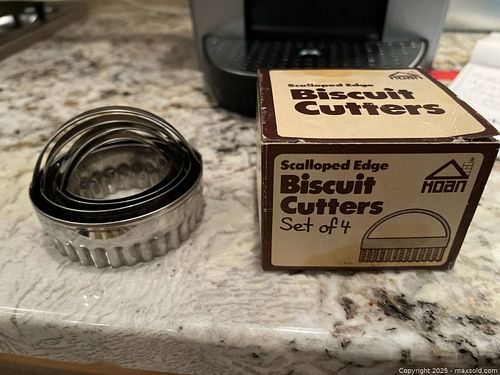 Scalloped Edge
Biscuit
Cutters
HOAN
Scalloped Edge
Biscuit
Cutters
Set of 4
HOAN
Copyright 2025 - maxsold.com